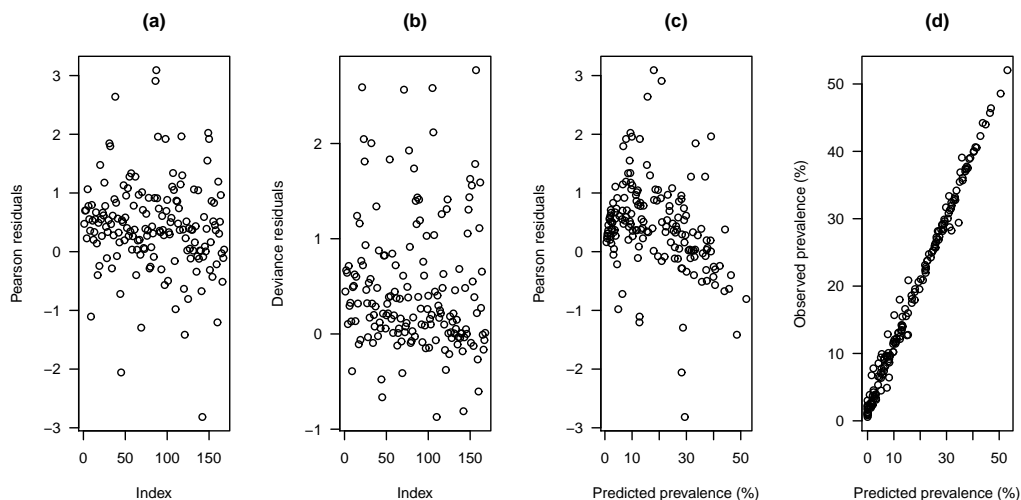 (a)
Pearson residuals
3
2
1
0
−1
−2
−3
0 50 100 150
Index
(b)
Deviance residuals
2
1
0
−1
0 50 100 150
Index
(c)
Pearson residuals
3
2
1
0
−1
−2
−3
0 10 30 50
Predicted prevalence (%)
(d)
Observed prevalence (%)
50
40
30
20
10
0
0 10 30 50
Predicted prevalence (%)